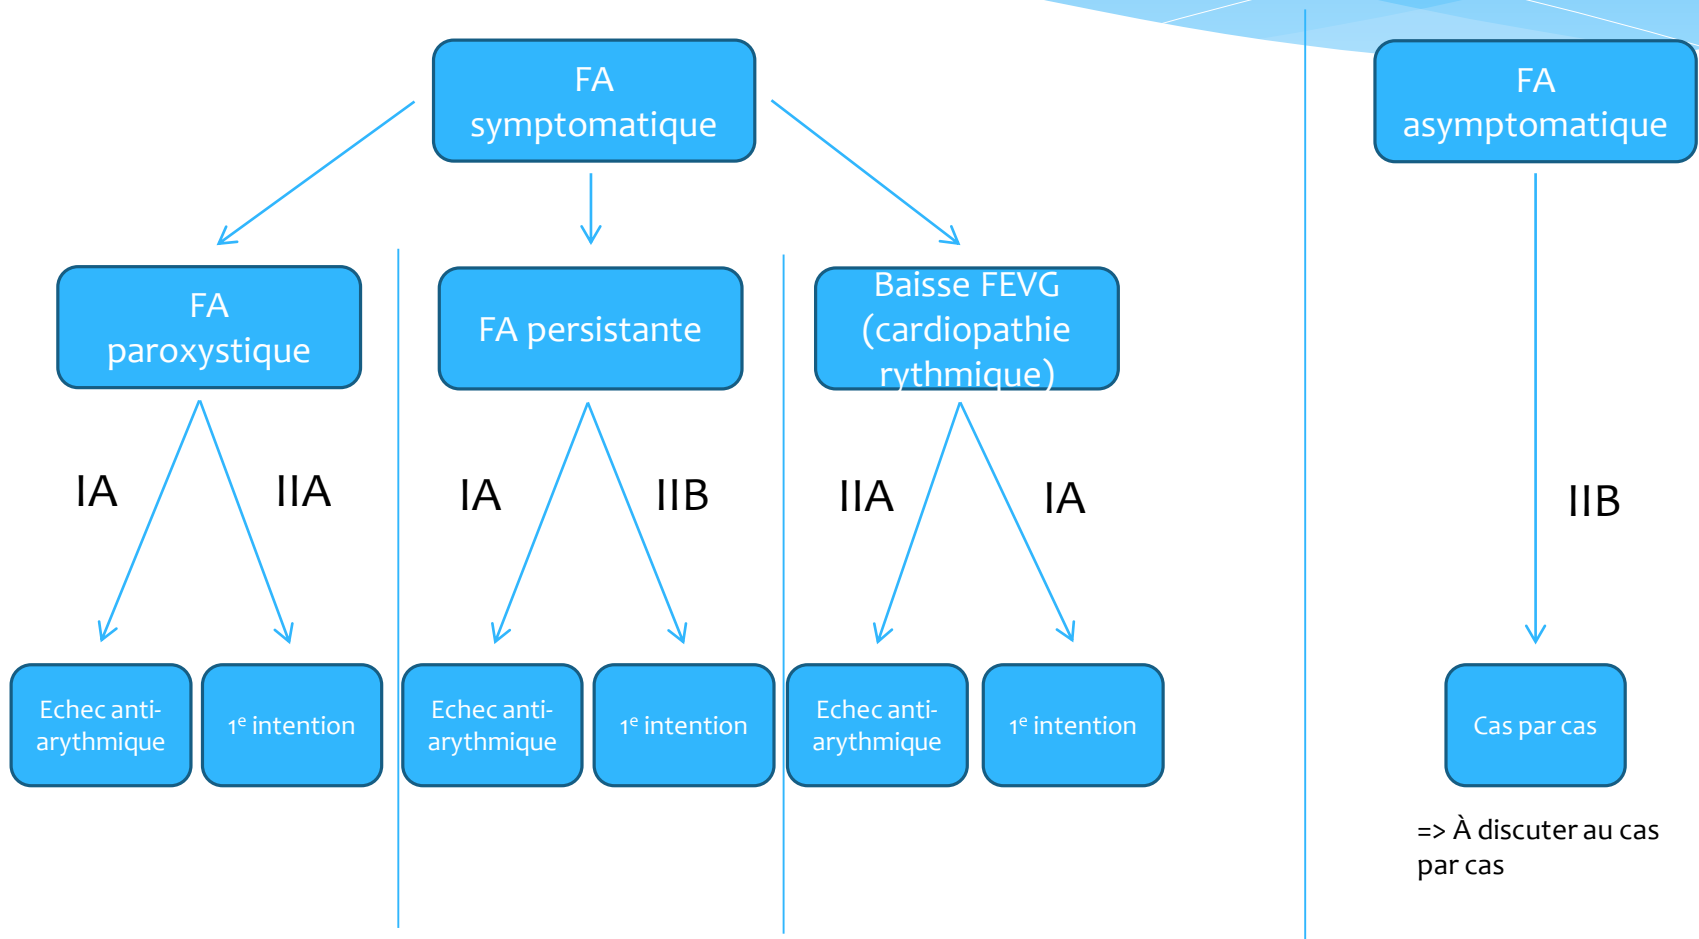 FA
symptomatique
FA
asymptomatique
FA
paroxystique
FA persistante
Baisse FEVG
(cardiopathie
rythmique)
IA
IIA
IA
IIB
IIA
IA
IIB
Echec anti-
arythmique
1e intention
Echec anti-
arythmique
1e intention
Echec anti-
arythmique
1e intention
Cas par cas
=> À discuter au cas
par cas